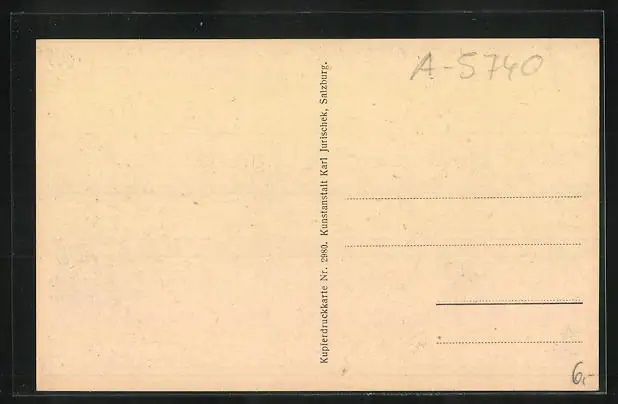 A-5740
Kupferdruckkarte Nr. 2980. Kunstanstalt Karl Jurischek, Salzburg.
6,-